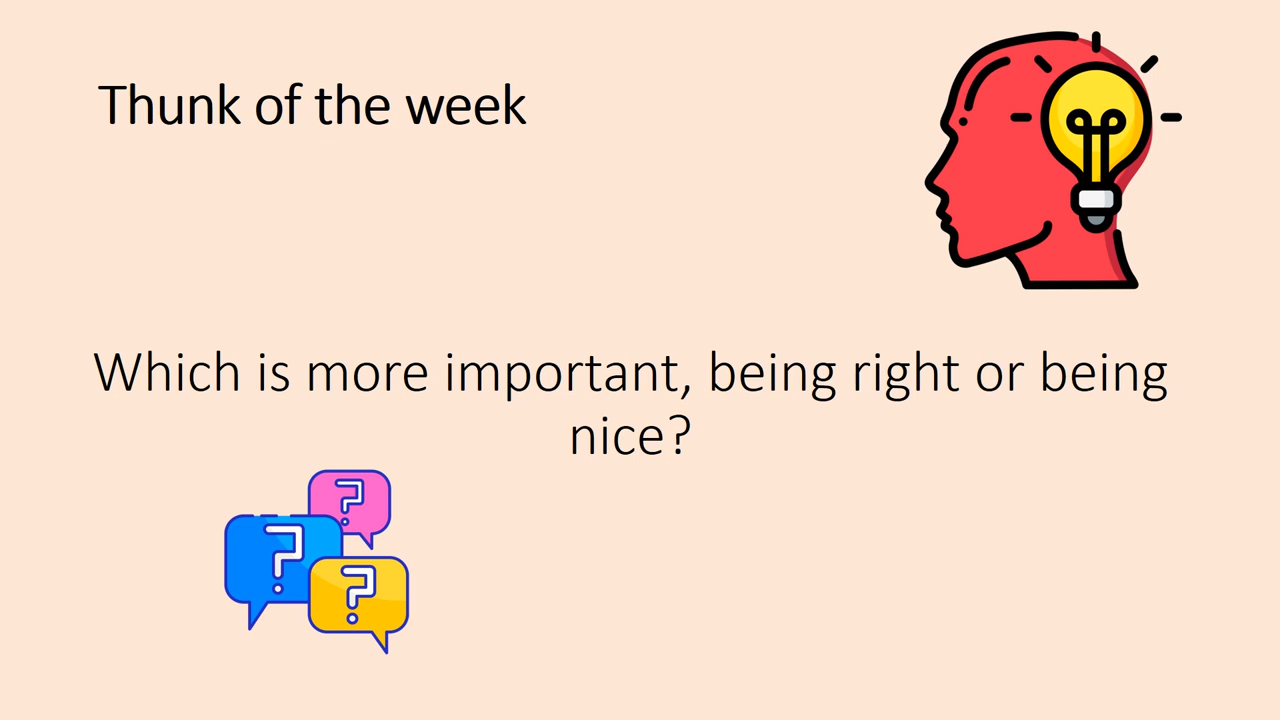 Thunk of the week
Which is more important, being right or being
nice?
?
?
?